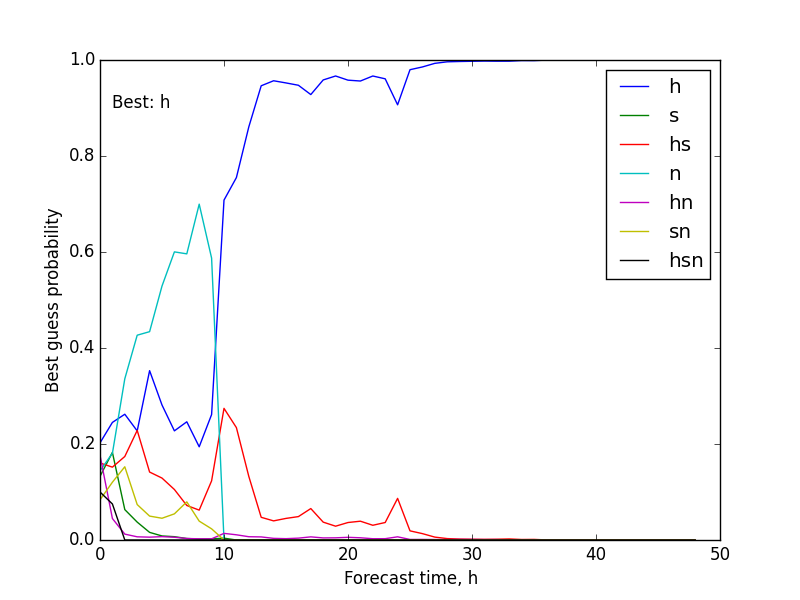 1.0
0.8
0.6
0.4
0.2
0.0
Best guess probability
Best: h
h
s
hs
n
hn
sn
hsn
0 10 20 30 40 50
Forecast time, h